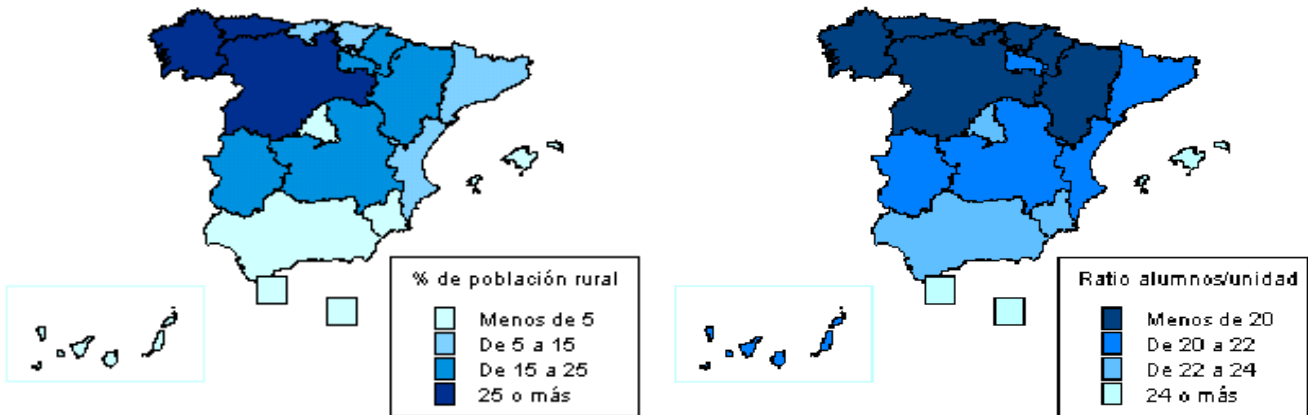 % de población rural
Menos de 5
De 5 a 15
De 15 a 25
25 o más
Ratio alumnos/unidad
Menos de 20
De 20 a 22
De 22 a 24
24 o más